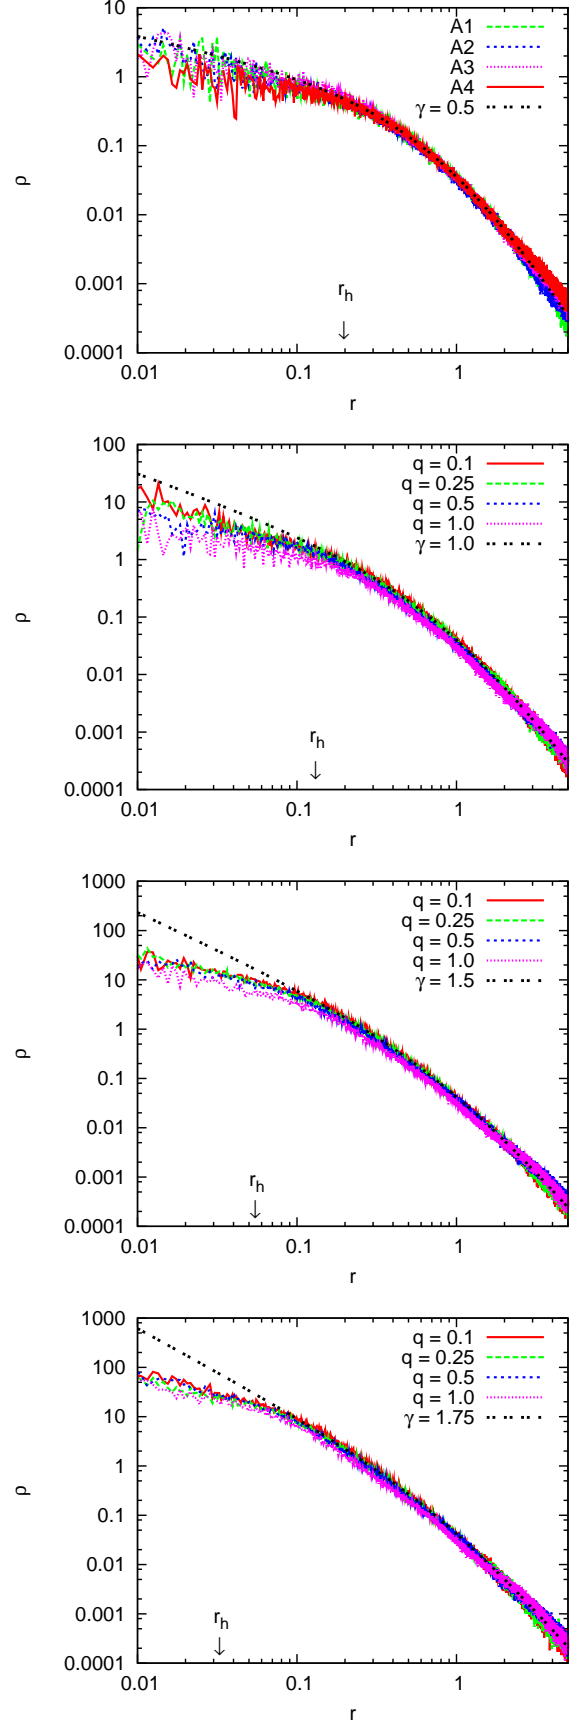 10
A1
A2
1
A3
A4
γ = 0.5
0.1
ρ
0.01
r_h
0.001
↓
0.0001
0.01 0.1 1
r
100
q = 0.1
q = 0.25
10
q = 0.5
q = 1.0
γ = 1.0
1
ρ
0.1
0.01
0.001
r_h
↓
0.0001
0.01 0.1 1
r
1000
q = 0.1
q = 0.25
100
q = 0.5
q = 1.0
10
γ = 1.5
1
ρ
0.1
0.01
0.001
r_h
↓
0.0001
0.01 0.1 1
r
1000
q = 0.1
q = 0.25
100
q = 0.5
q = 1.0
10
γ = 1.75
1
ρ
0.1
0.01
0.001
r_h
↓
0.0001
0.01 0.1 1
r